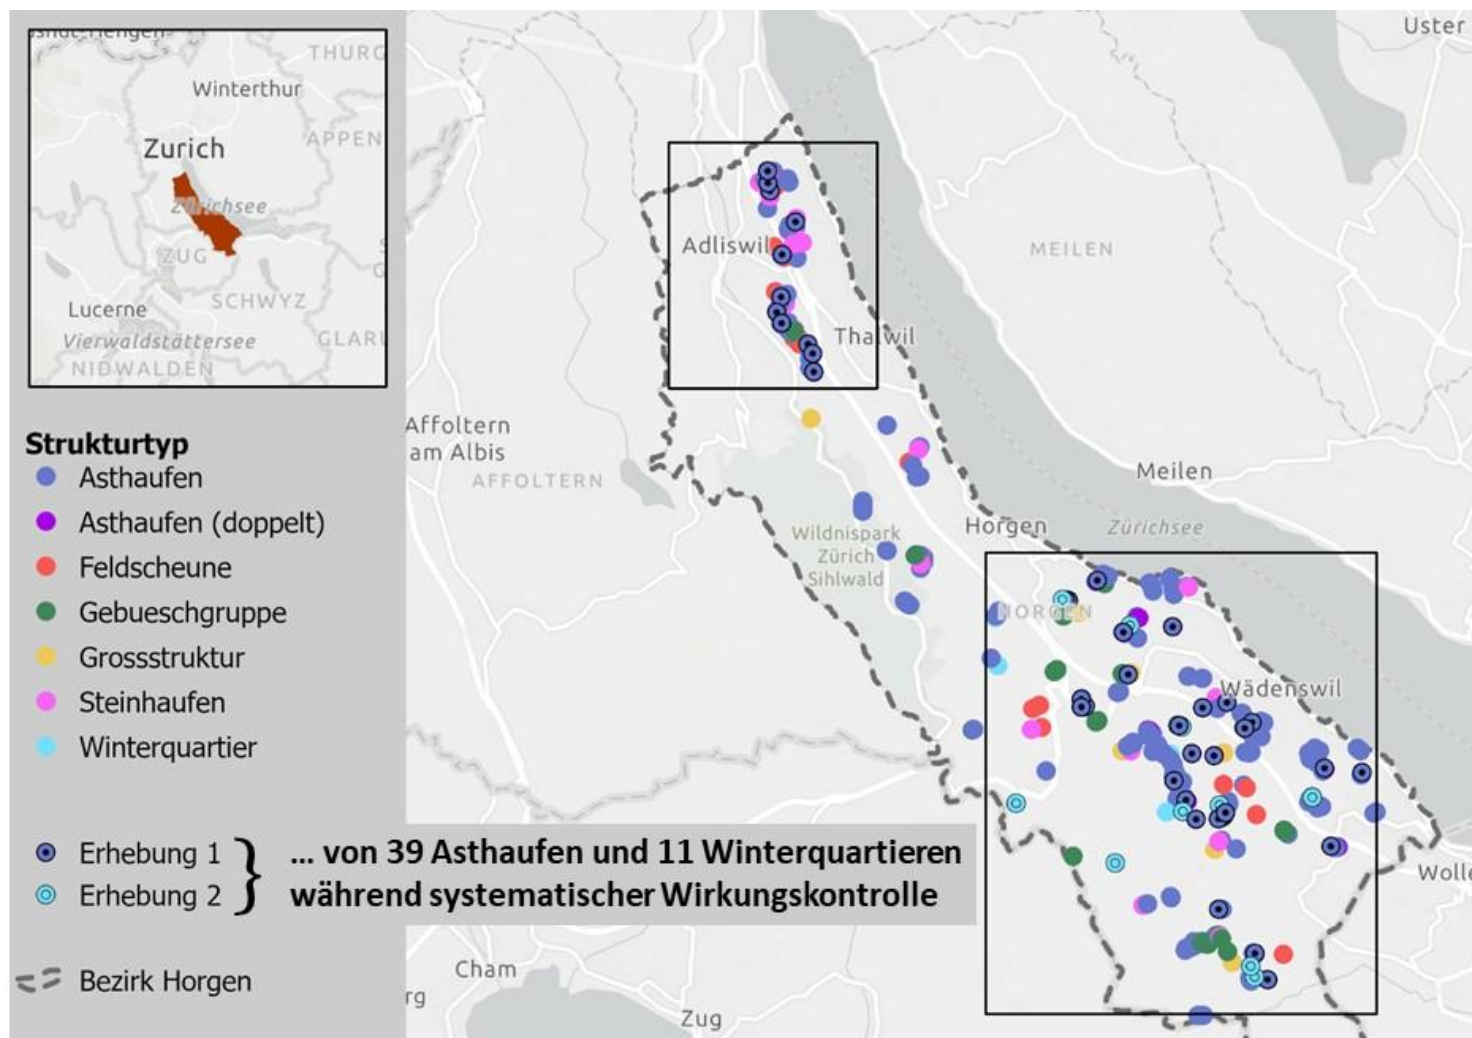 THURG
Winterthur
APPEN
Zurich
Zürichsee
ZUG
SCHWYZ
Lucerne
Vierwaldstättersee
GLARU
NIDWALDEN
Strukturtyp
Asthaufen
Asthaufen (doppelt)
Feldscheune
Gebueschgruppe
Grossstruktur
Steinhaufen
Winterquartier
Erhebung 1
Erhebung 2
}
... von 39 Asthaufen und 11 Winterquartieren
während systematischer Wirkungskontrolle
Bezirk Horgen
Uster
MEILEN
Adliswil
Thalwil
Affoltern
am Albis
AFFOLTERN
Meilen
Horgen
Zürichsee
Wildnispark
Zürich
Sihlwald
HORGEN
Wädenswil
Wolle
Cham
rg
Zug